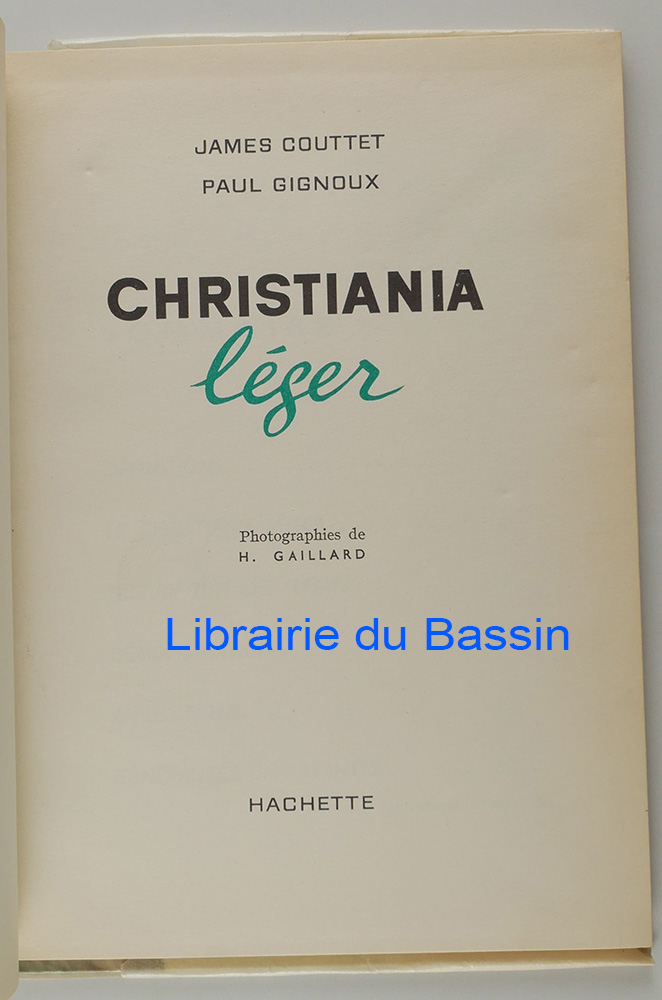 JAMES COUTTET
PAUL GIGNOUX
CHRISTIANIA
léger
Photographies de
H. GAILLARD
Librairie du Bassin
HACHETTE